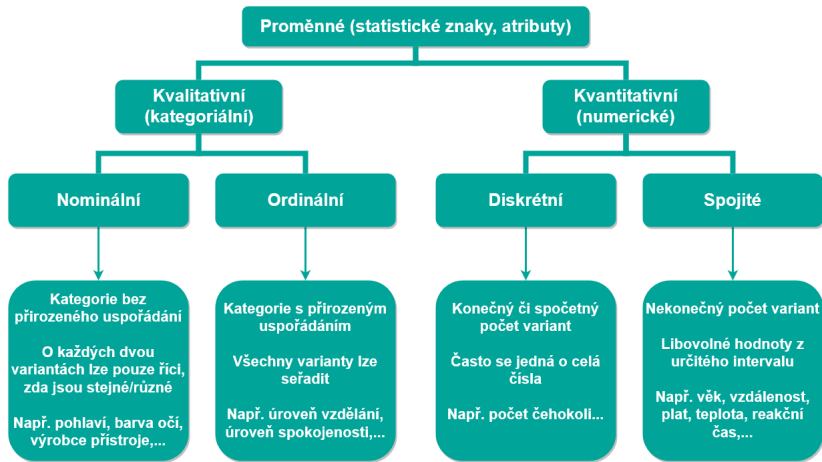 Proměnné (statistické znaky, atributy)
Kvalitativní
(kategoriální)
Kvantitativní
(numerické)
Nominální
Ordinální
Diskrétní
Spojité
Kategorie bez
přirozeného uspořádání
O každých dvou
variantách lze pouze říci,
zda jsou stejné/různé
Např. pohlaví, barva očí,
výrobce přístroje,...
Kategorie s přirozeným
uspořádáním
Všechny varianty lze
seřadit
Např. úroveň vzdělání,
úroveň spokojenosti,...
Konečný či spočetný
počet variant
Často se jedná o celá
čísla
Např. počet čehokoli...
Nekonečný počet variant
Libovolné hodnoty z
určitého intervalu
Např. věk, vzdálenost,
plat, teplota, reakční
čas,...